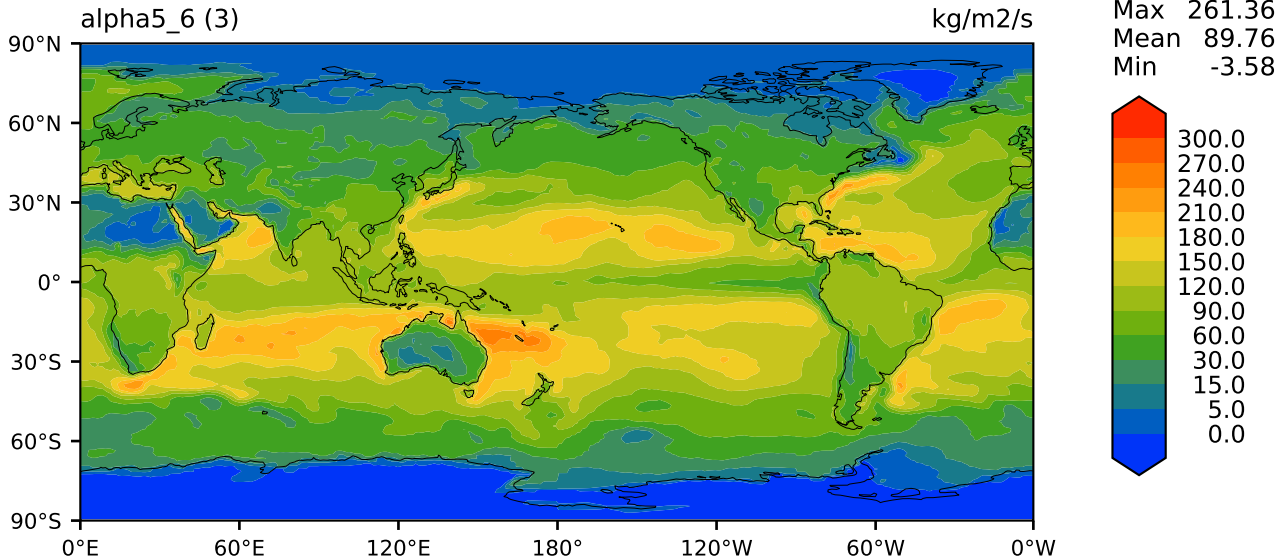 alpha5_6 (3)
kg/m2/s
Max 261.36
Mean 89.76
Min -3.58
90°N
60°N
30°N
0°
30°S
60°S
90°S
0°E
60°E
120°E
180°
120°W
60°W
0°W
300.0
270.0
240.0
210.0
180.0
150.0
120.0
90.0
60.0
30.0
15.0
5.0
0.0